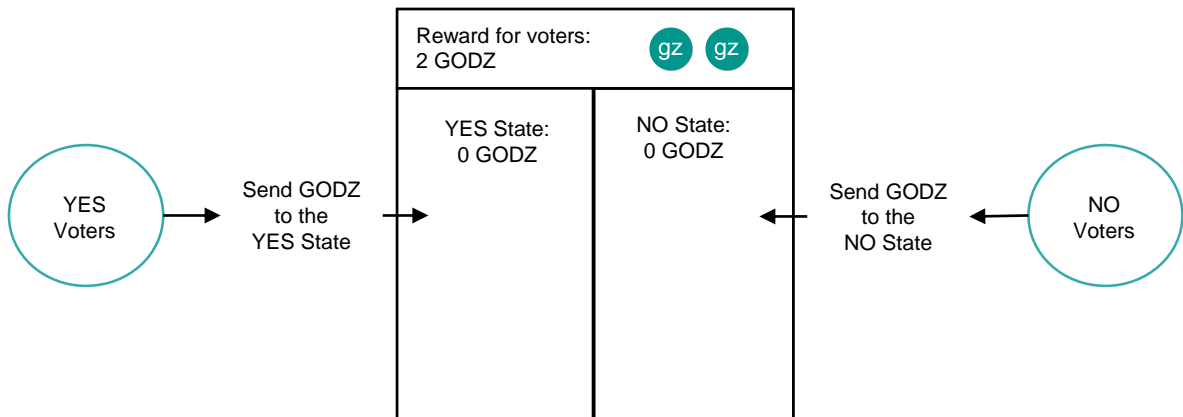 Reward for voters:
2 GODZ
gz gz
YES State:
0 GODZ
NO State:
0 GODZ
YES
Voters
Send GODZ
to the
YES State
Send GODZ
to the
NO State
NO
Voters